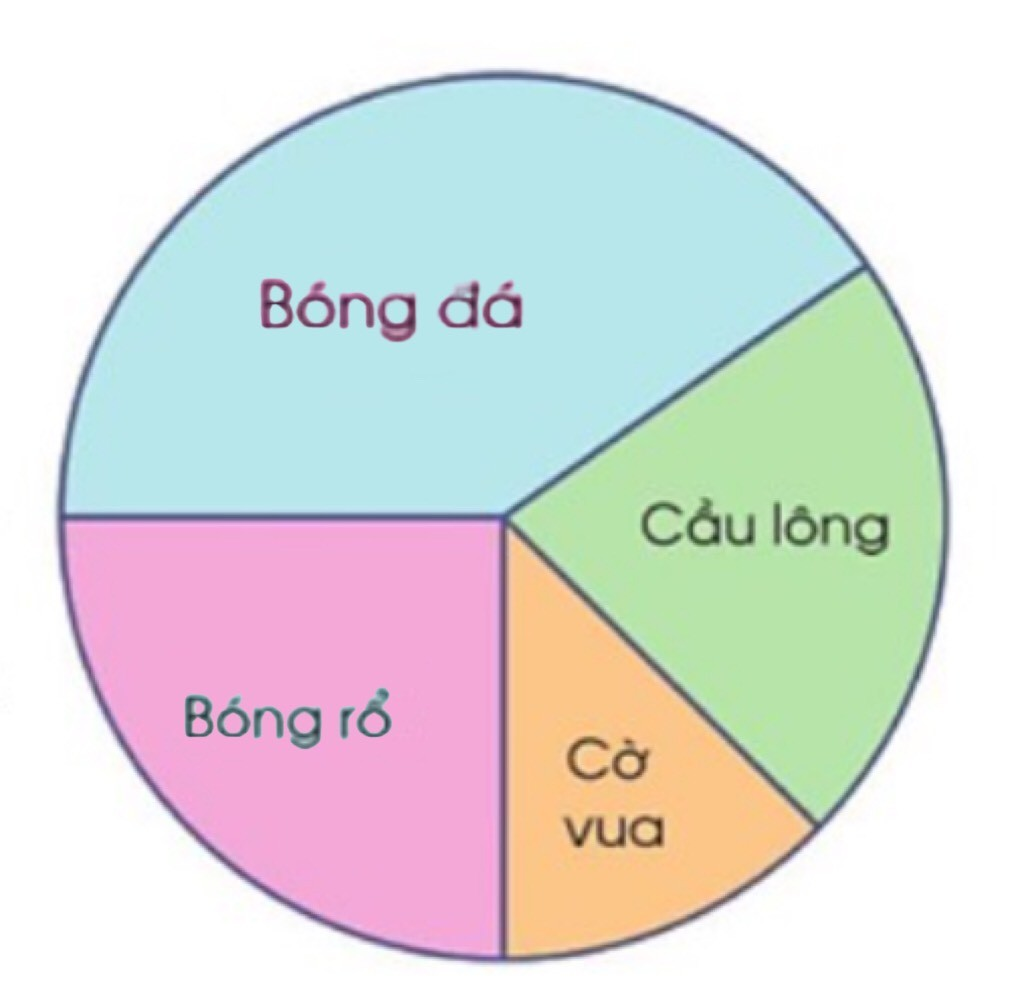 Bóng đá
Cầu lông
Bóng rổ
Cờ
vua